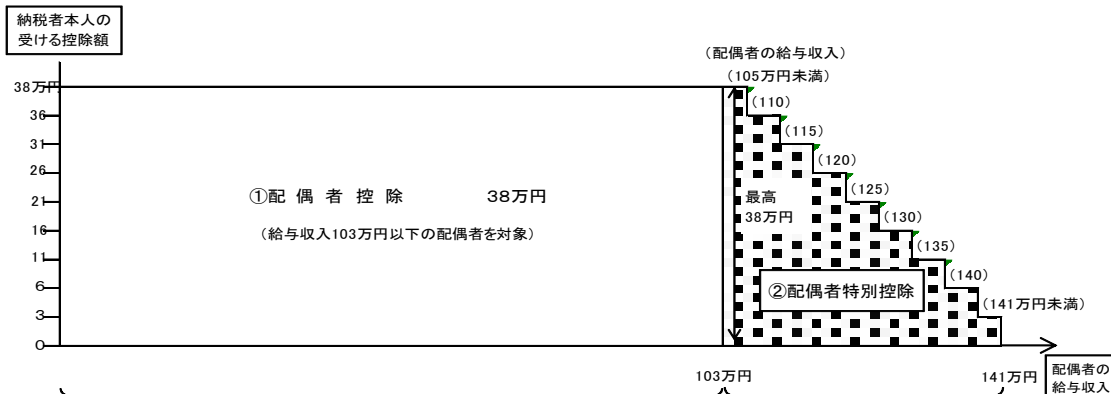 納税者本人の
受ける控除額
(配偶者の給与収入)
(105万円未満)
38万円
(110)
36
(115)
31
(120)
26
(125)
①配 偶 者 控 除 38万円
最高
21
38万円
(130)
16
(給与収入103万円以下の配偶者を対象)
(135)
11
(140)
6
②配偶者特別控除
(141万円未満)
3
0
103万円
141万円
配偶者の
給与収入